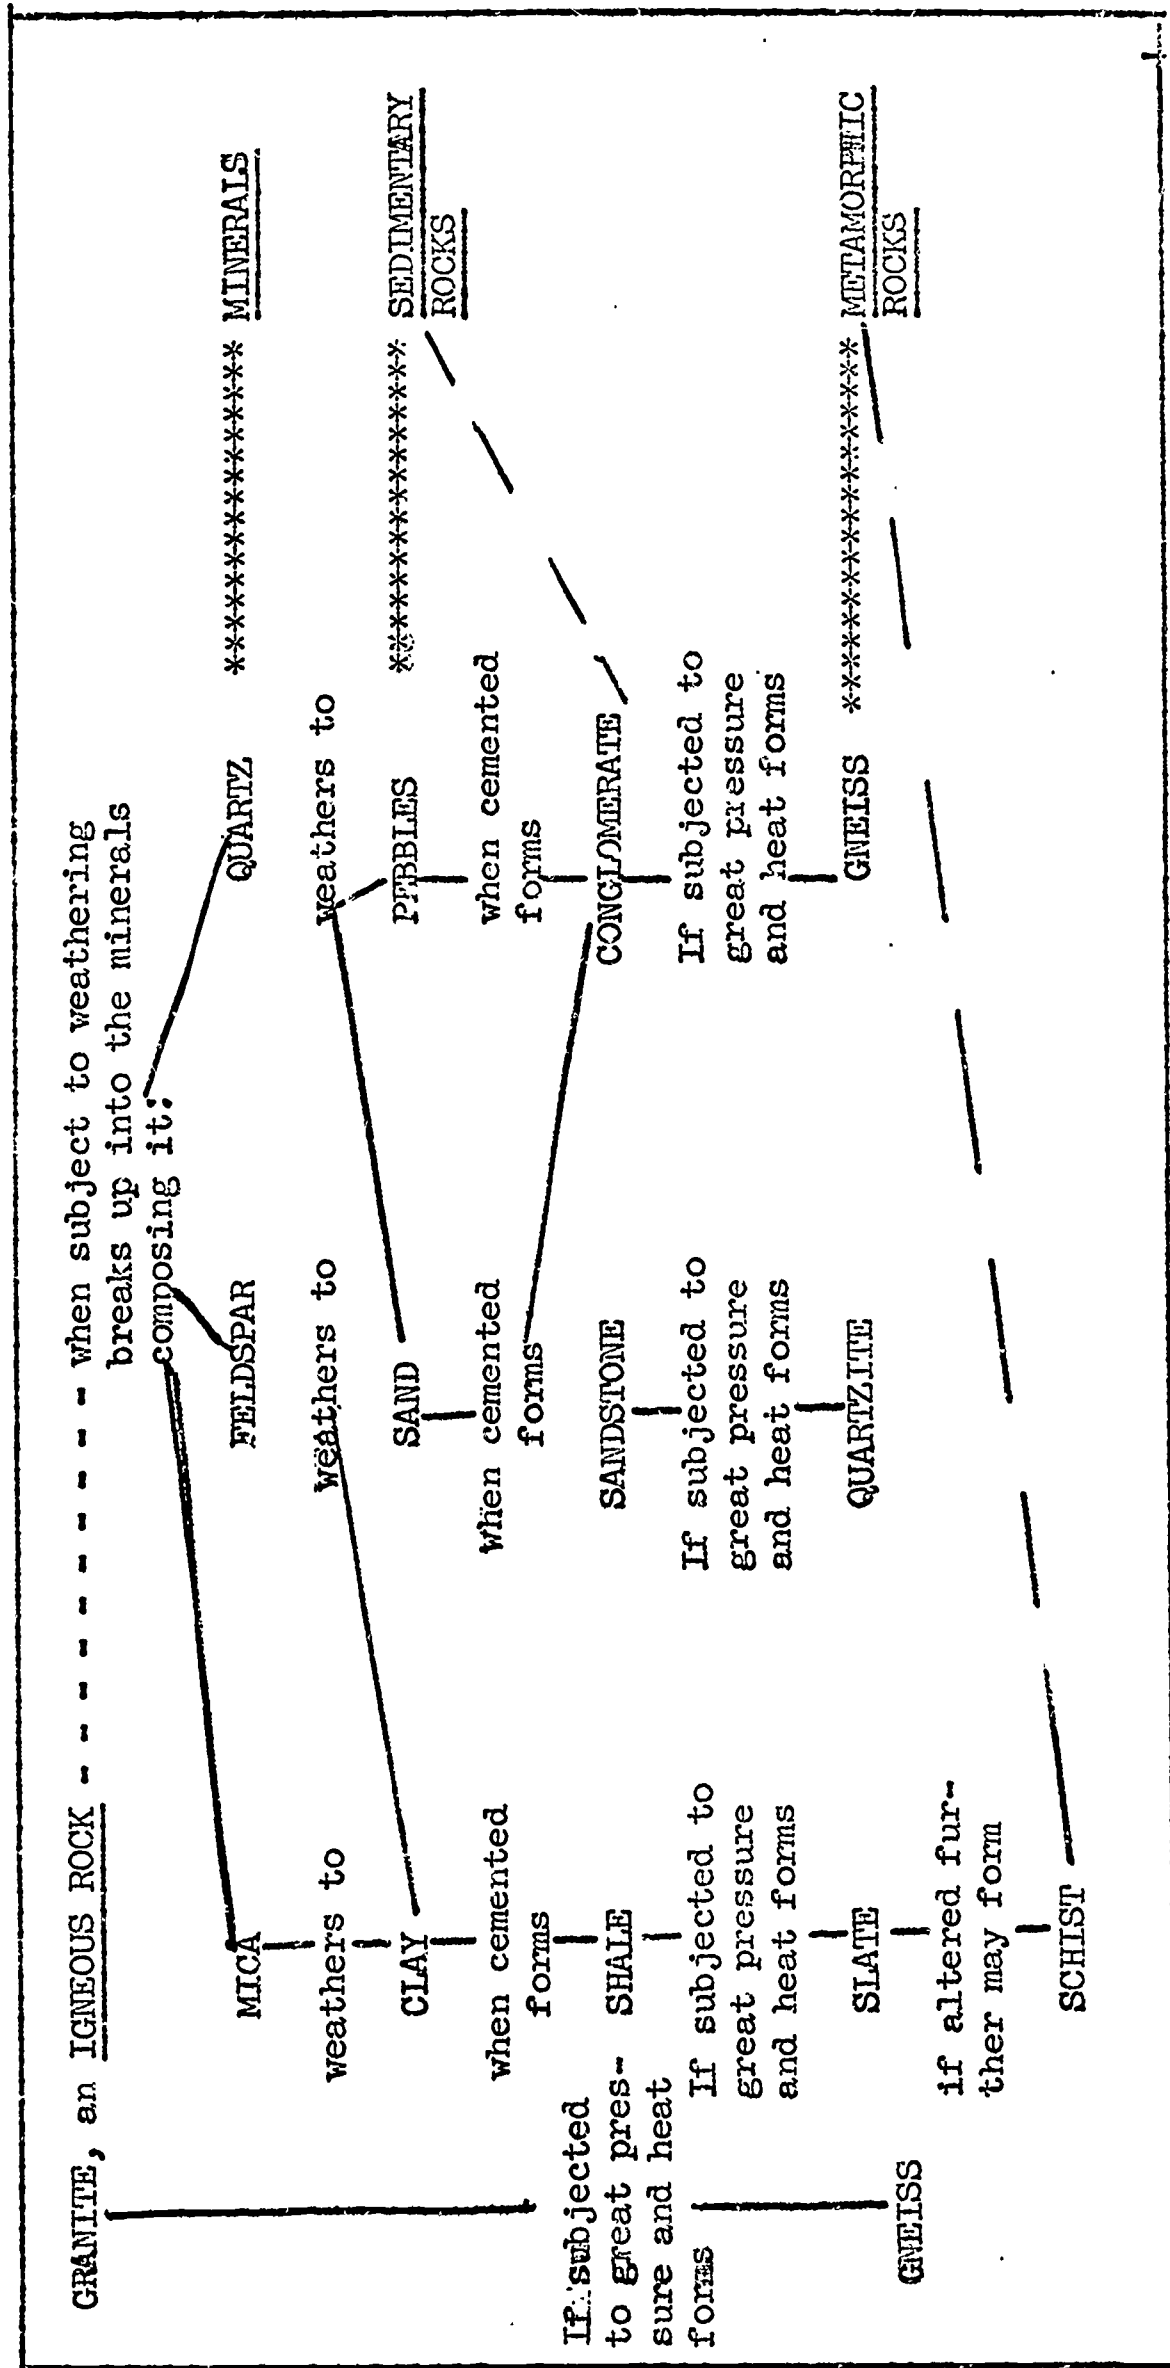 GRANITE, an IGNEOUS ROCK - - - - - - - - - - - - when subject to weathering
breaks up into the minerals
composing it:
MICA
FELDSPAR
QUARTZ
************** MINERALS
weathers to
weathers to
weathers to
CLAY
SAND
PEBBLES
************** SEDIMENTARY
ROCKS
when cemented
forms
when cemented
forms
when cemented
forms
If subjected
to great pres-
sure and heat
forms
SHALE
SANDSTONE
CONGLOMERATE
If subjected to
great pressure
and heat forms
If subjected to
great pressure
and heat forms
If subjected to
great pressure
and heat forms
GNEISS
SLATE
QUARTZITE
GNEISS
**************** METAMORPHIC
ROCKS
if altered fur-
ther may form
SCHIST